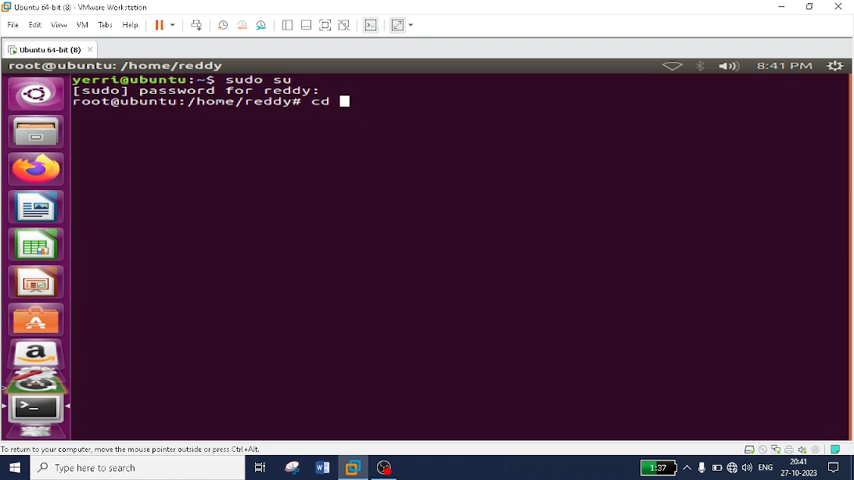 Ubuntu 64-bit (8) - VMware Workstation
File Edit View VM Tabs Help
Ubuntu 64-bit (8)
root@ubuntu: /home/reddy
8:41 PM
yerri@ubuntu:~$ sudo su
[sudo] password for reddy:
root@ubuntu:/home/reddy# cd
To return to your computer, move the mouse pointer outside or press Ctrl+Alt.
Type here to search
1:37
ENG
20:41
27-10-2023